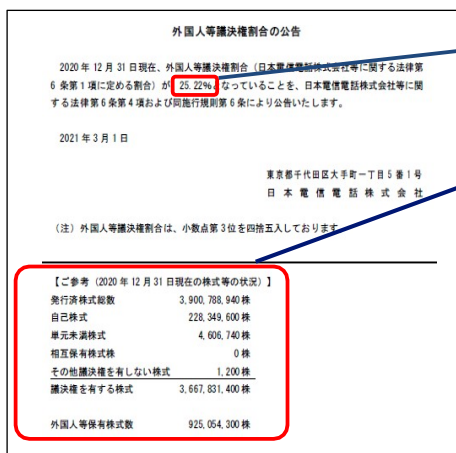 外国人等議決権割合の公告
2020年12月31日現在、外国人等議決権割合（日本電信電話株式会社等に関する法律第
6条第1項に定める割合）が 25.22%となっていることを、日本電信電話株式会社等に関
する法律第6条第4項および同施行規則第6条により公告いたします。
2021年3月1日
東京都千代田区大手町一丁目5番1号
日本電信電話株式会社
（注）外国人等議決権割合は、小数点第3位を四捨五入しております
【ご参考（2020年12月31日現在の株式等の状況）】
発行済株式総数 3,900,788,940株
自己株式 228,349,600株
単元未満株式 4,606,740株
相互保有株式株 0株
その他議決権を有しない株式 1,200株
議決権を有する株式 3,667,831,400株
外国人等保有株式数 925,054,300株